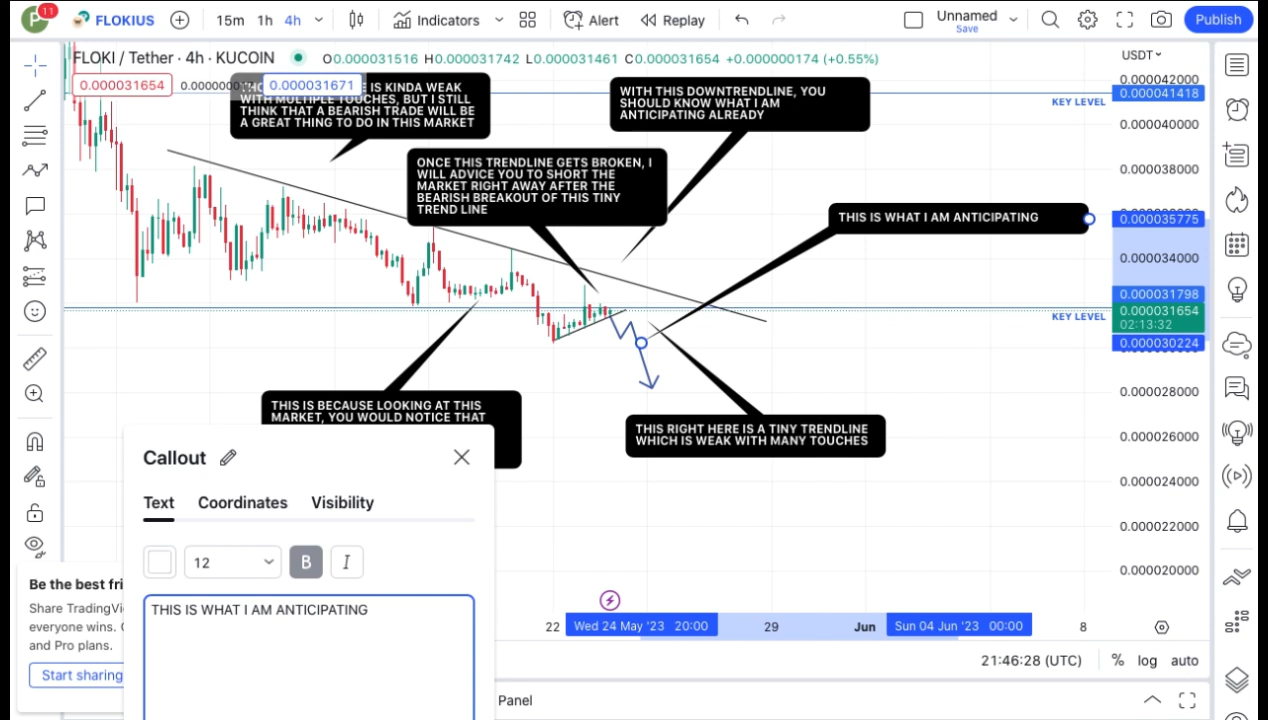 P 11
FLOKIUS
15m 1h 4h
Indicators
Alert
Replay
Unnamed
Save
Publish
FLOKI / Tether · 4h · KUCOIN
O0.000031516 H0.000031742 L0.000031461 C0.000031654 +0.000000174 (+0.55%)
USDT
0.000031654
0.000031671
IS KINDA WEAK
WITH MULTIPLE TOUCHES, BUT I STILL
THINK THAT A BEARISH TRADE WILL BE
A GREAT THING TO DO IN THIS MARKET
WITH THIS DOWNTRENDLINE, YOU
SHOULD KNOW WHAT I AM
ANTICIPATING ALREADY
ONCE THIS TRENDLINE GETS BROKEN, I
WILL ADVICE YOU TO SHORT THE
MARKET RIGHT AWAY AFTER THE
BEARISH BREAKOUT OF THIS TINY
TREND LINE
THIS IS WHAT I AM ANTICIPATING
THIS IS BECAUSE LOOKING AT THIS
MARKET, YOU WOULD NOTICE THAT
THIS RIGHT HERE IS A TINY TRENDLINE
WHICH IS WEAK WITH MANY TOUCHES
0.000042000
KEY LEVEL 0.000041418
0.000040000
0.000038000
0.000035775
0.000034000
0.000031798
KEY LEVEL 0.000031654
02:13:32
0.000030224
0.000028000
0.000026000
0.000024000
0.000022000
0.000020000
Callout
Text Coordinates Visibility
12 B I
THIS IS WHAT I AM ANTICIPATING
Be the best fri
Share TradingVi
everyone wins.
and Pro plans.
Start sharing
22 Wed 24 May '23 20:00 29 Jun Sun 04 Jun '23 00:00 8
21:46:28 (UTC) % log auto
Panel